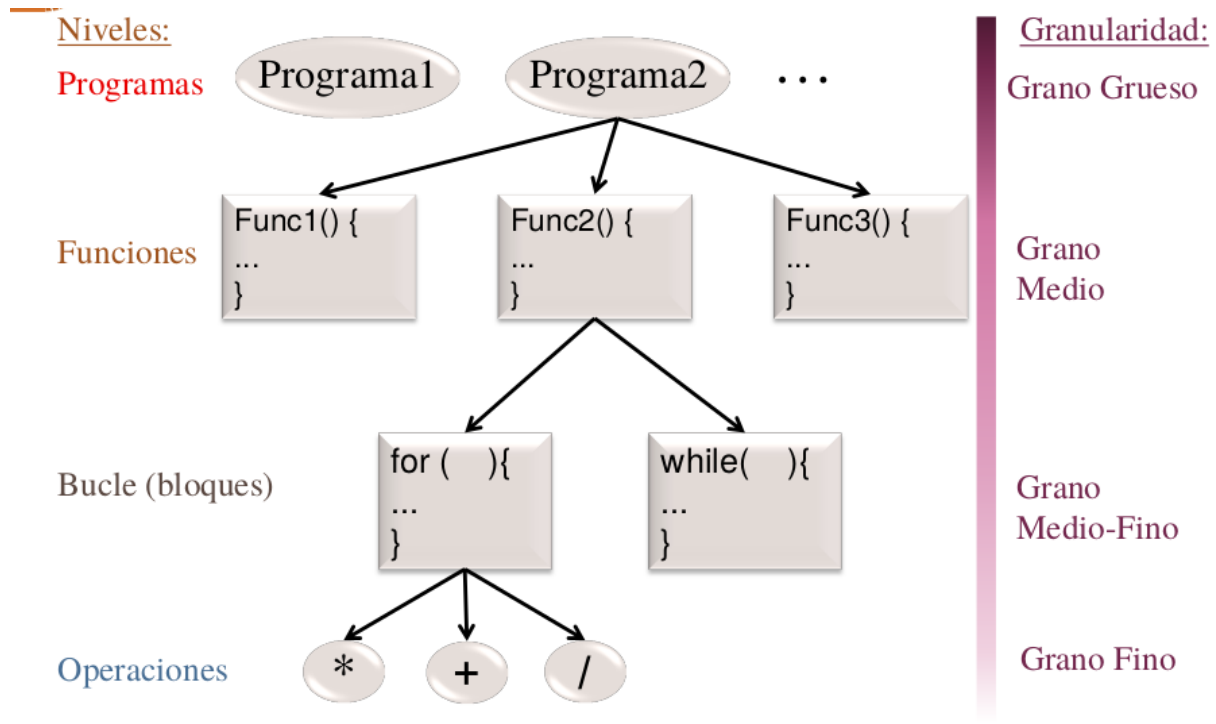 Niveles:
Granularidad:
Programas
Programa1
Programa2
...
Grano Grueso
Funciones
Func1() {
...
}
Func2() {
...
}
Func3() {
...
}
Grano
Medio
Bucle (bloques)
for ( ){
...
}
while( ){
...
}
Grano
Medio-Fino
Operaciones
*
+
/
Grano Fino